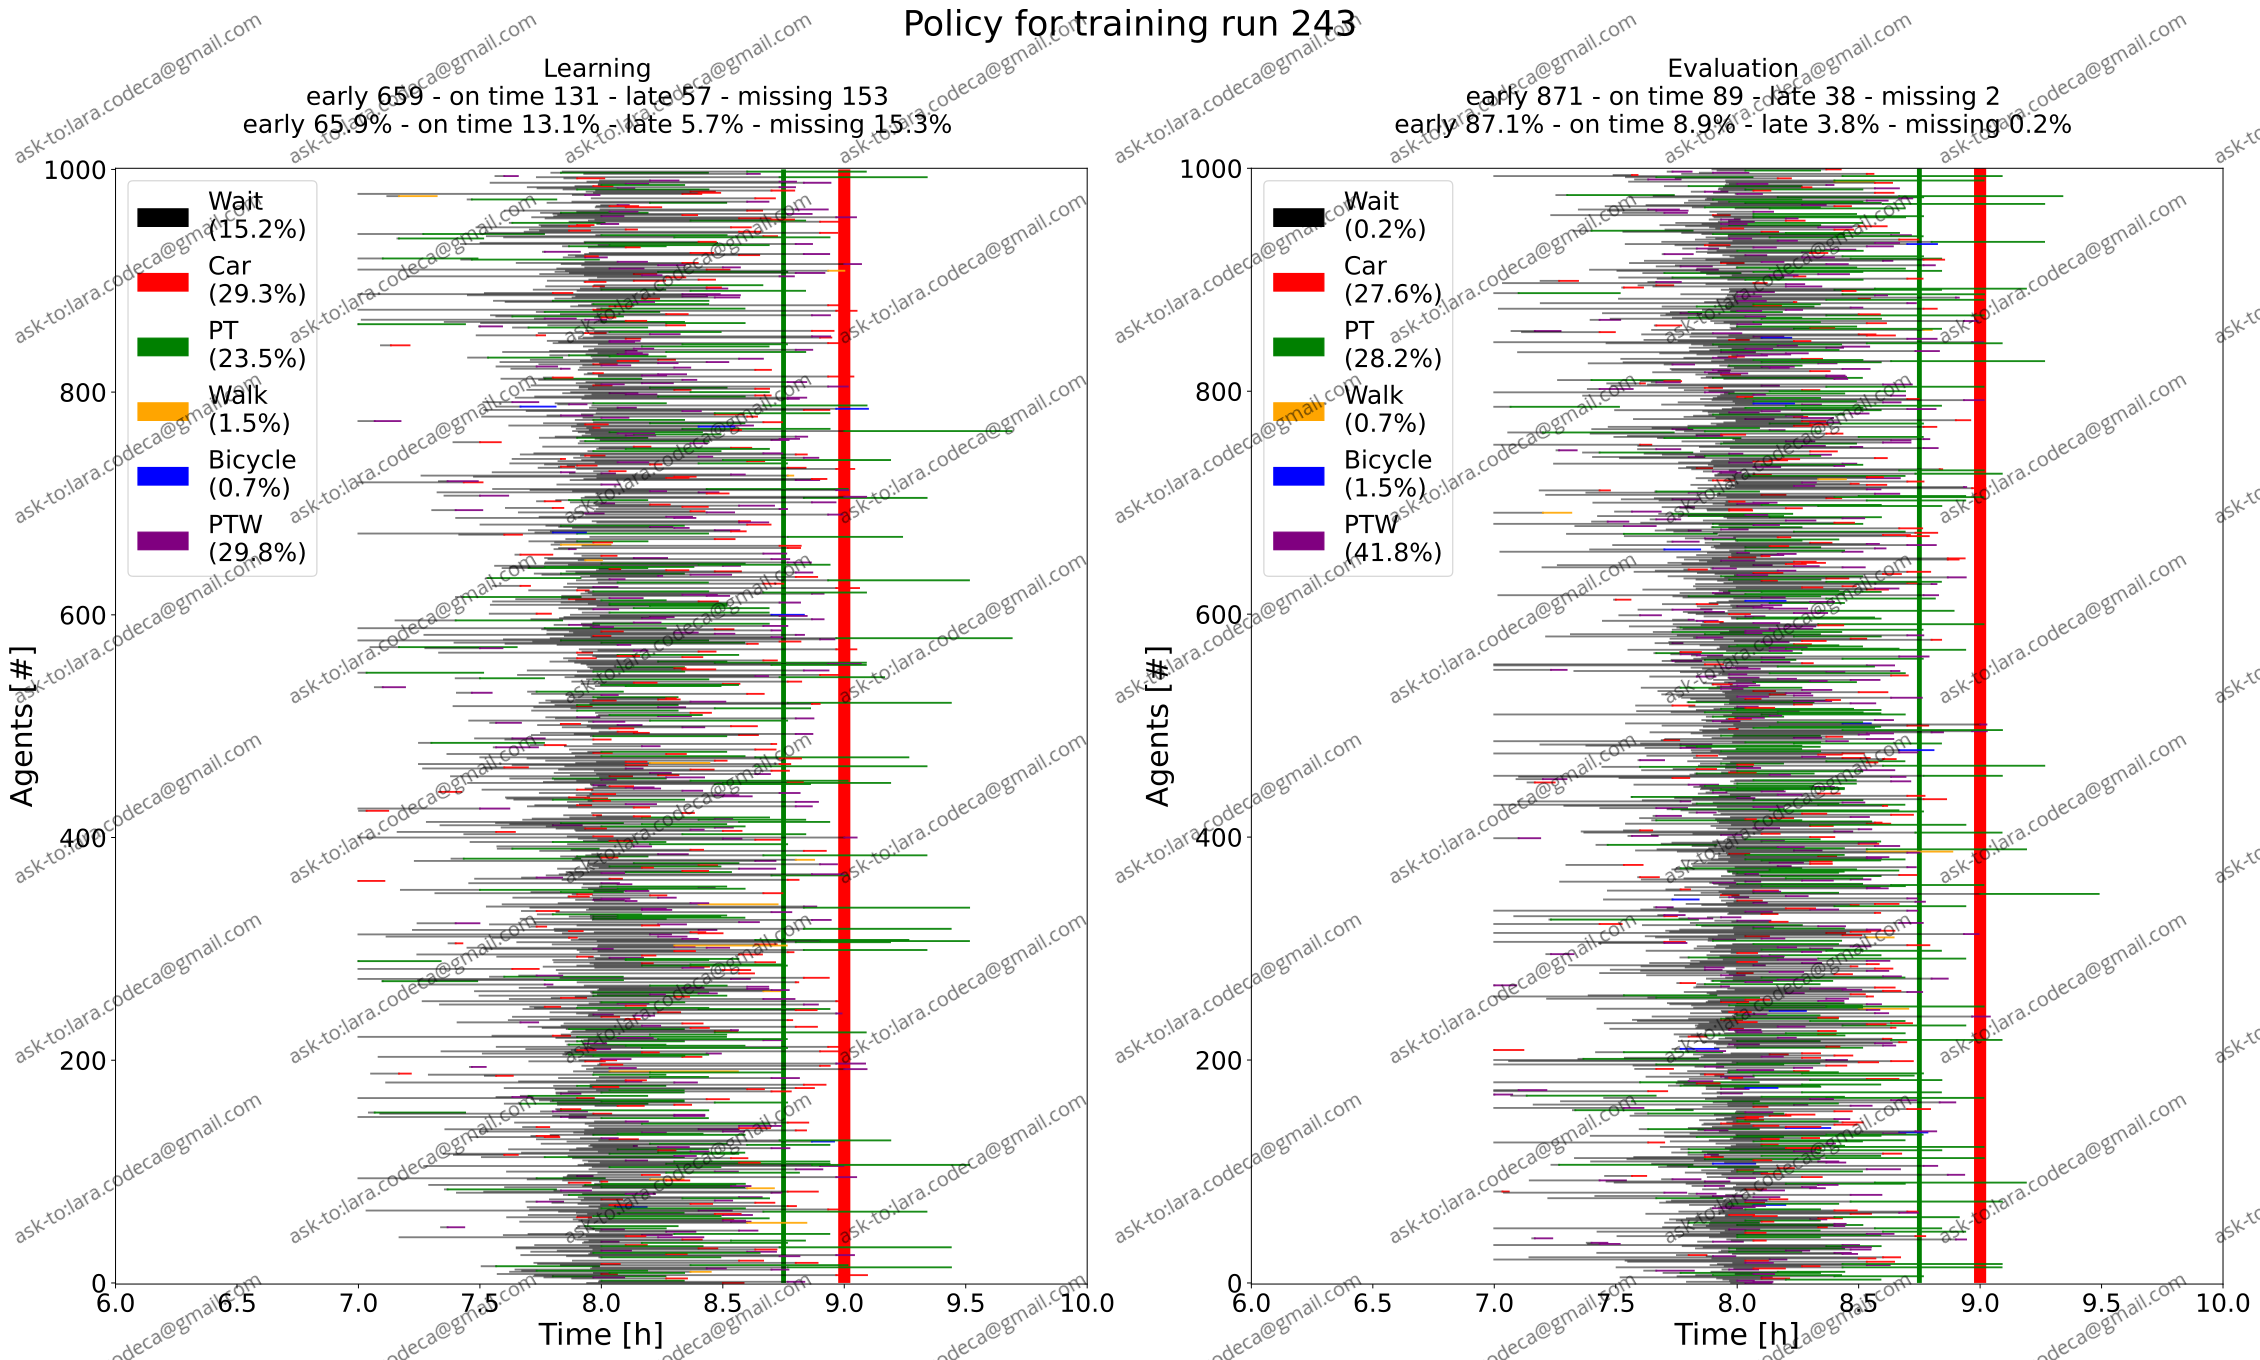 Policy for training run 243
Learning
early 659 - on time 131 - late 57 - missing 153
early 65.9% - on time 13.1% - late 5.7% - missing 15.3%
1000
800
600
400
200
0
Agents [#]
Wait
(15.2%)
Car
(29.3%)
PT
(23.5%)
Walk
(1.5%)
Bicycle
(0.7%)
PTW
(29.8%)
6.0 6.5 7.0 7.5 8.0 8.5 9.0 9.5 10.0
Time [h]
Evaluation
early 871 - on time 89 - late 38 - missing 2
early 87.1% - on time 8.9% - late 3.8% - missing 0.2%
1000
800
600
400
200
0
Agents [#]
Wait
(0.2%)
Car
(27.6%)
PT
(28.2%)
Walk
(0.7%)
Bicycle
(1.5%)
PTW
(41.8%)
6.0 6.5 7.0 7.5 8.0 8.5 9.0 9.5 10.0
Time [h]
ask-to:lara.codeca@gmail.com